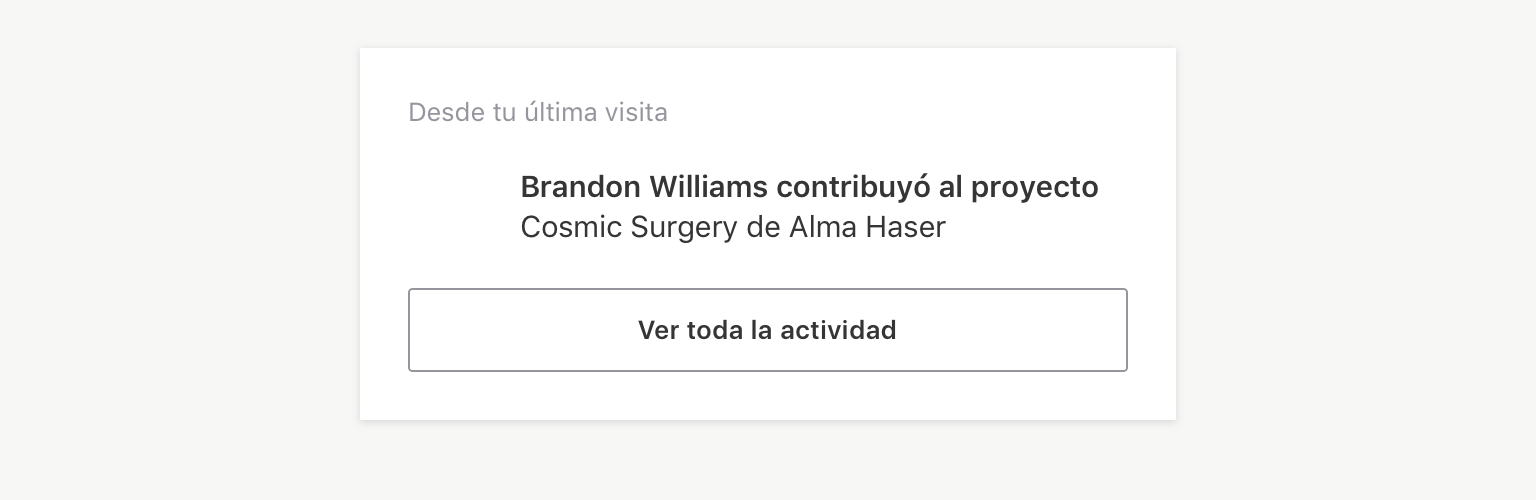 Desde tu última visita
Brandon Williams contribuyó al proyecto
Cosmic Surgery de Alma Haser
Ver toda la actividad